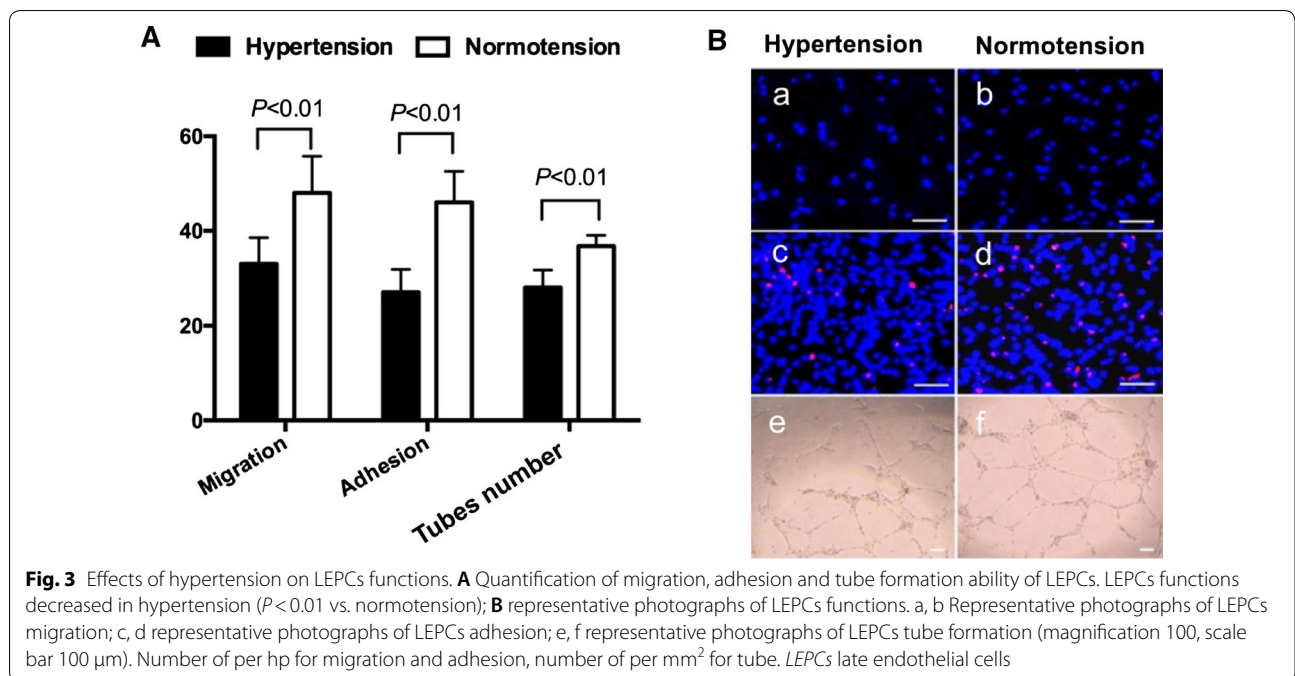 A
Hypertension Normotension
P<0.01
P<0.01
P<0.01
60
40
20
0
Migration
Adhesion
Tubes number
B
Hypertension Normotension
a
b
c
d
e
f
Fig. 3 Effects of hypertension on LEPCs functions. A Quantification of migration, adhesion and tube formation ability of LEPCs. LEPCs functions
decreased in hypertension (P < 0.01 vs. normotension); B representative photographs of LEPCs functions. a, b Representative photographs of LEPCs
migration; c, d representative photographs of LEPCs adhesion; e, f representative photographs of LEPCs tube formation (magnification 100, scale
bar 100 μm). Number of per hp for migration and adhesion, number of per mm² for tube. LEPCs late endothelial cells